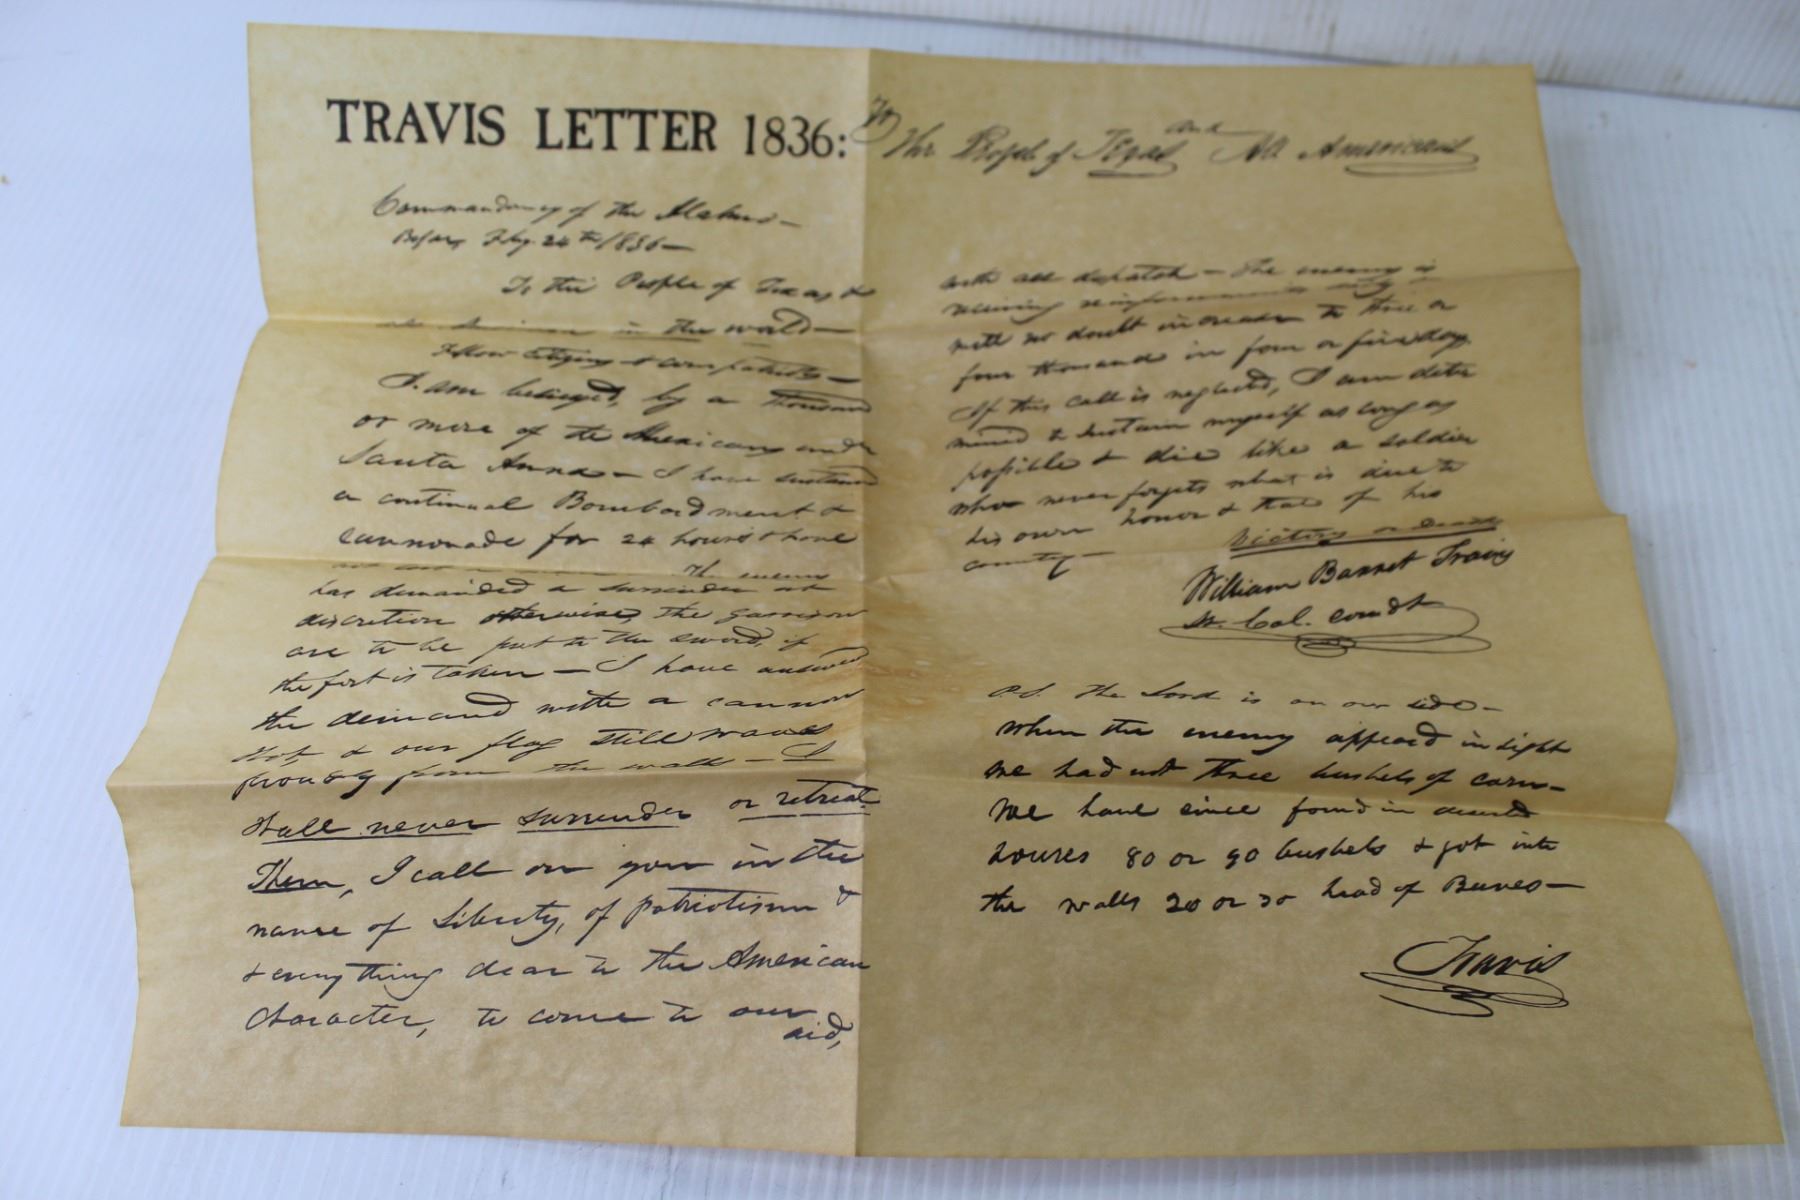 TRAVIS LETTER 1836: To The People of Texas and All Americans
Commandancy of the Alamo—
Bejar, Feby. 24th 1836—
To the People of Texas &
in the world—
Fellow citizens & compatriots—
I am besieged, by a thousand
or more of the Mexicans under
Santa Anna— I have sustained
a continual Bombardment &
cannonade for 24 hours & have
The enemy
has demanded a surrender at
discretion otherwise, the garrison
are to be put to the sword, if
the fort is taken— I have answered
the demand with a cannon
shot & our flag still waves
proudly from the walls— I
shall never surrender or retreat
Then, I call on you in the
name of Liberty, of patriotism &
& everything dear to the American
character, to come to our
aid,
with all dispatch— The enemy is
receiving reinforcements daily &
will no doubt increase to three or
four thousand in four or five days.
If this call is neglected, I am deter
mined to sustain myself as long as
possible & die like a soldier
who never forgets what is due to
his own honor & that of his
country—
Victory or Death
William Barret Travis
Lt. Col. comdt
P.S. The Lord is on our side—
When the enemy appeard in sight
we had not three bushels of corn—
We have since found in deserted
houses 80 or 90 bushels & got into
the walls 20 or 30 head of Beeves—
Travis